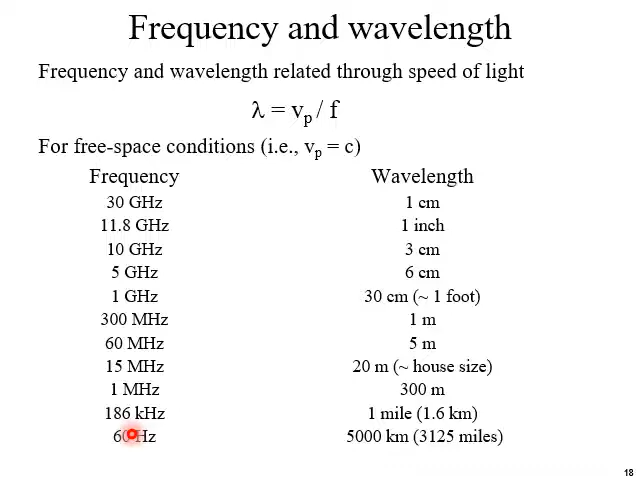 Frequency and wavelength
Frequency and wavelength related through speed of light
λ = vp / f
For free-space conditions (i.e., vp = c)
Frequency Wavelength
30 GHz 1 cm
11.8 GHz 1 inch
10 GHz 3 cm
5 GHz 6 cm
1 GHz 30 cm (~ 1 foot)
300 MHz 1 m
60 MHz 5 m
15 MHz 20 m (~ house size)
1 MHz 300 m
186 kHz 1 mile (1.6 km)
60 Hz 5000 km (3125 miles)
18